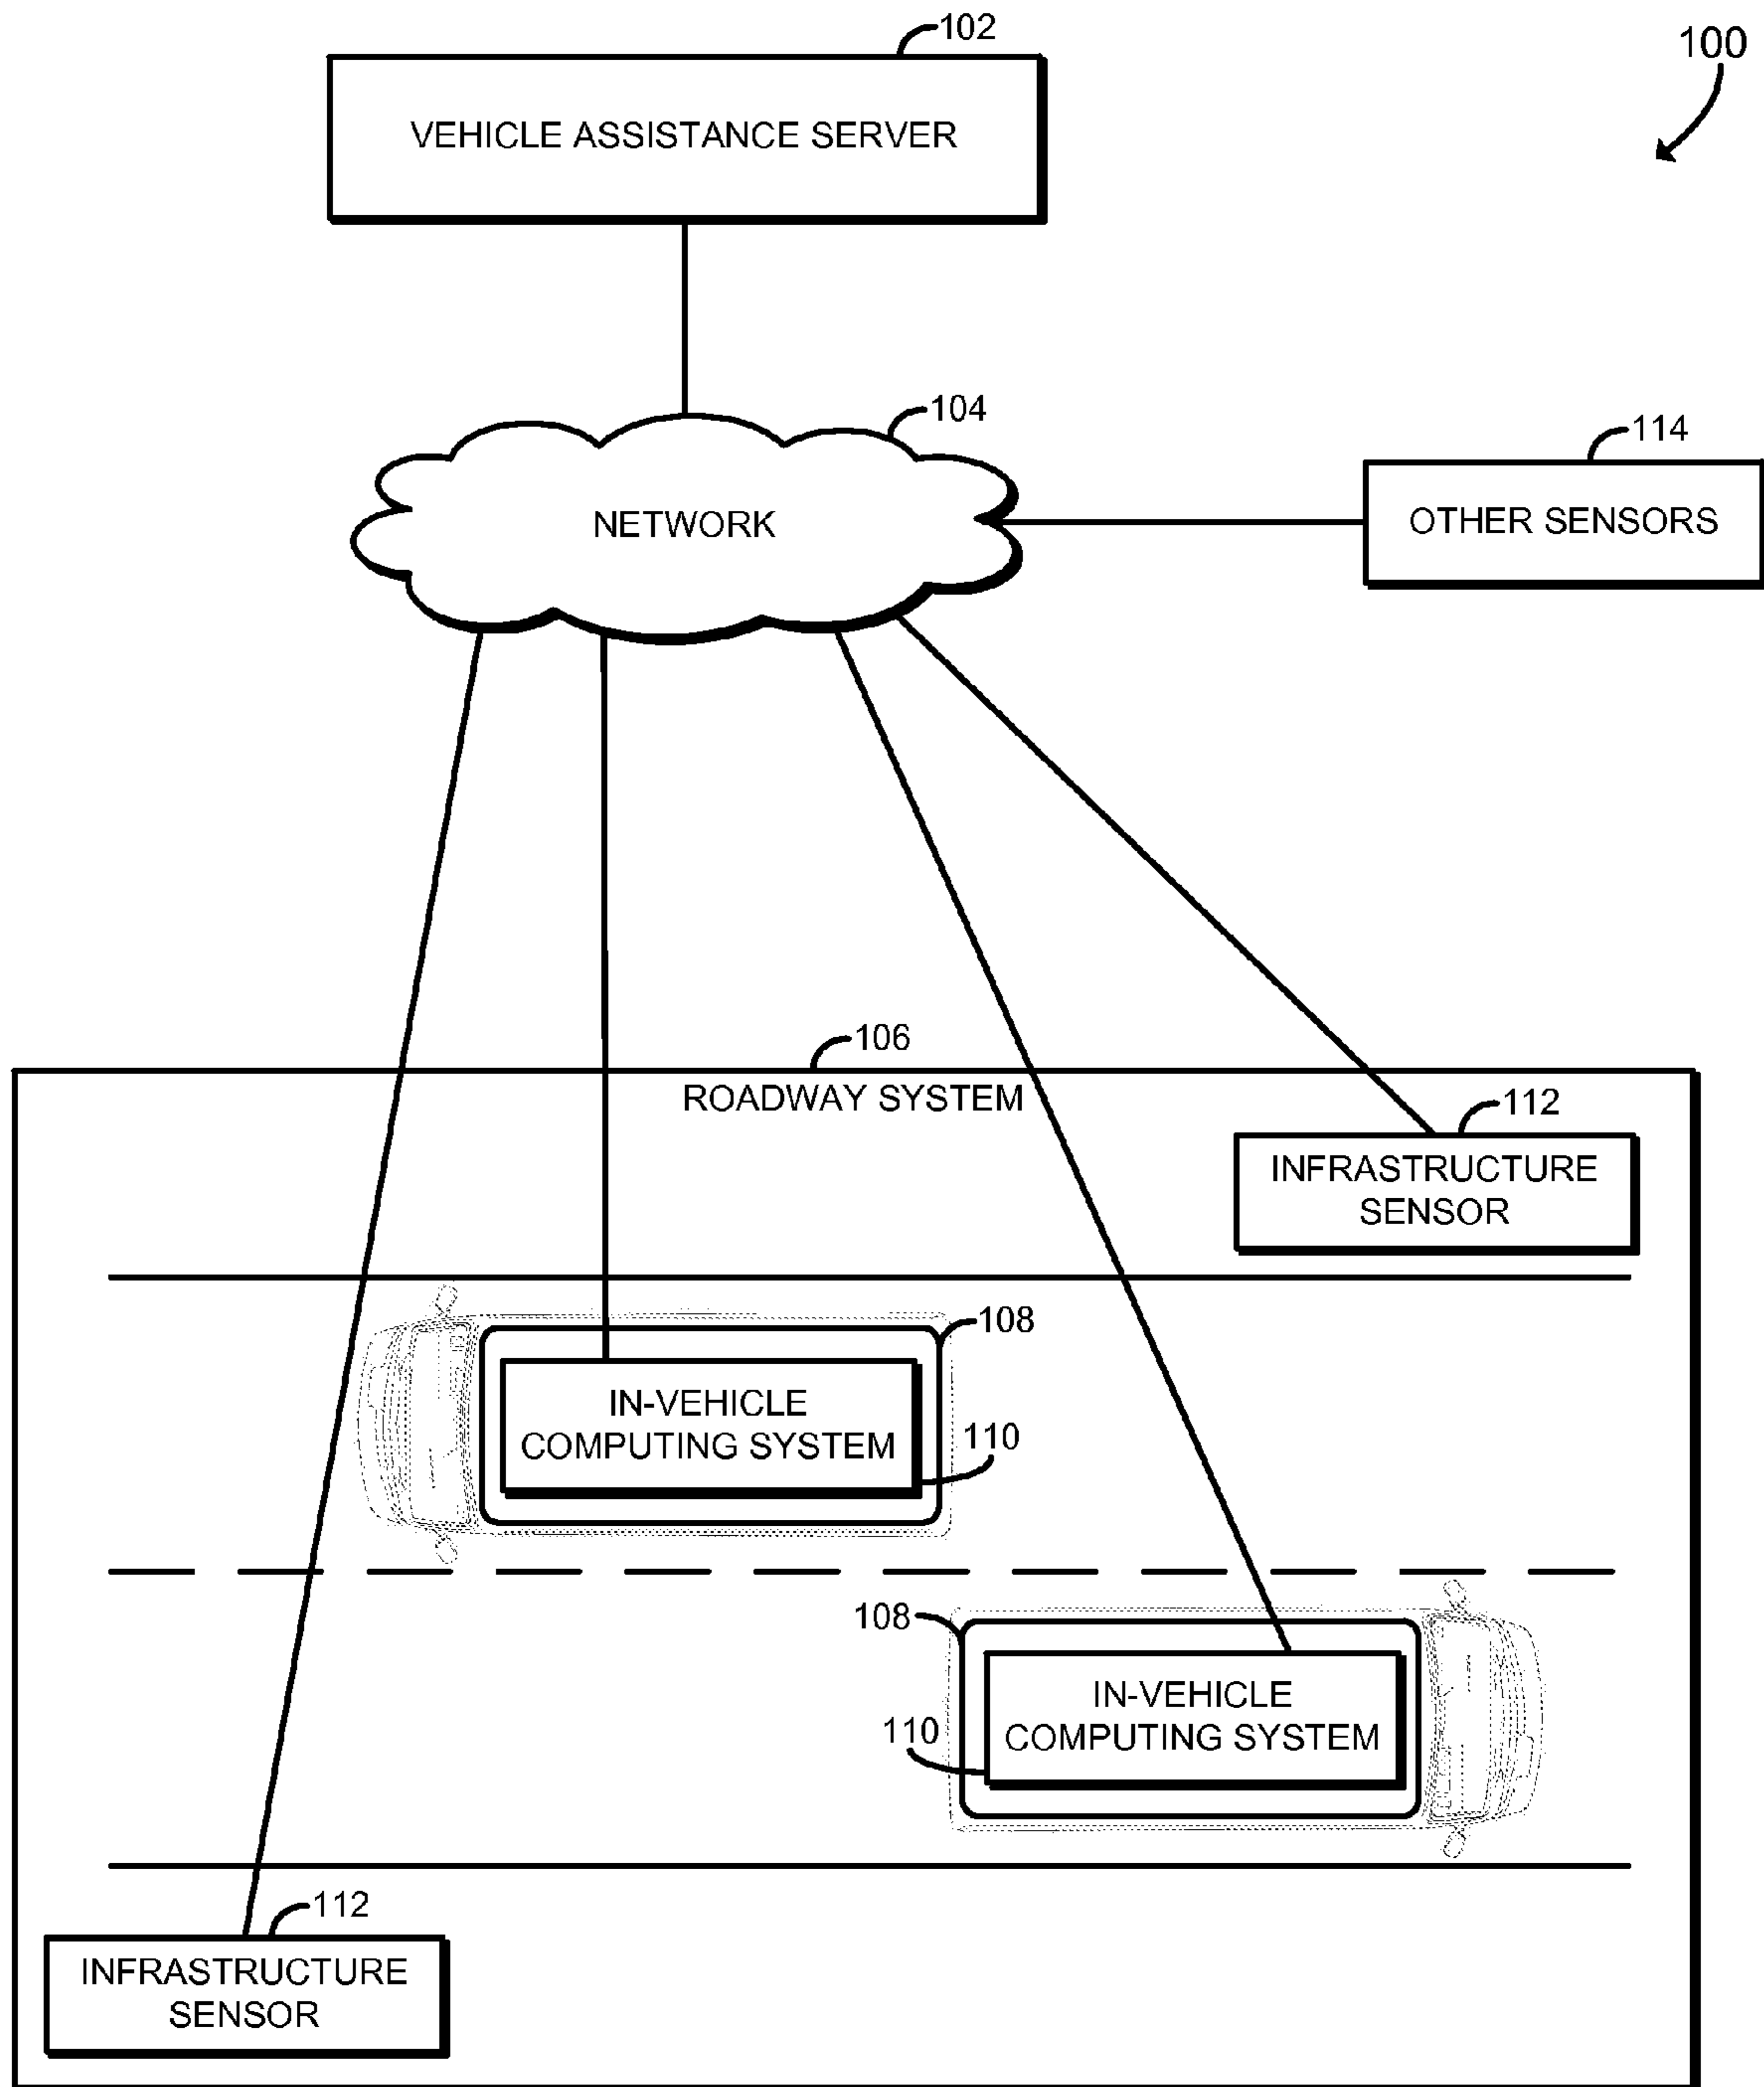 102
100
VEHICLE ASSISTANCE SERVER
104
114
NETWORK
OTHER SENSORS
106
ROADWAY SYSTEM
112
INFRASTRUCTURE
SENSOR
108
IN-VEHICLE
COMPUTING SYSTEM
110
108
IN-VEHICLE
COMPUTING SYSTEM
110
112
INFRASTRUCTURE
SENSOR